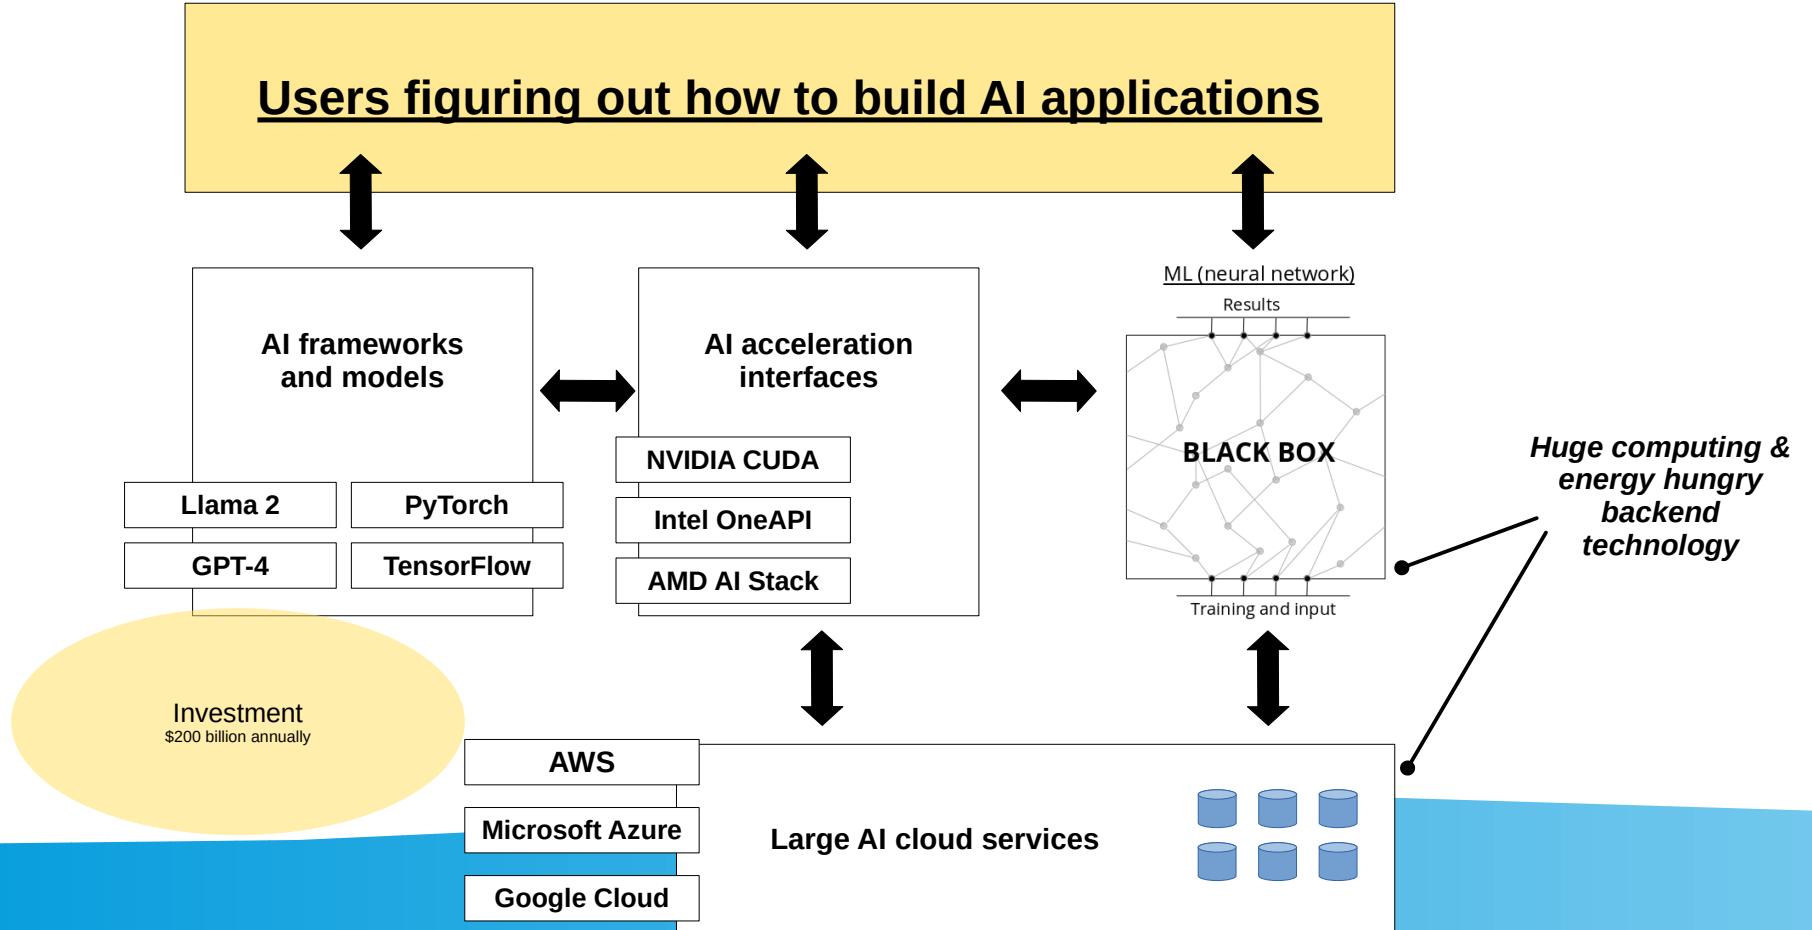 Users figuring out how to build AI applications
AI frameworks
and models
Llama 2
PyTorch
GPT-4
TensorFlow
AI acceleration
interfaces
NVIDIA CUDA
Intel OneAPI
AMD AI Stack
ML (neural network)
Results
BLACK BOX
Training and input
Huge computing &
energy hungry
backend
technology
Investment
$200 billion annually
AWS
Microsoft Azure
Google Cloud
Large AI cloud services